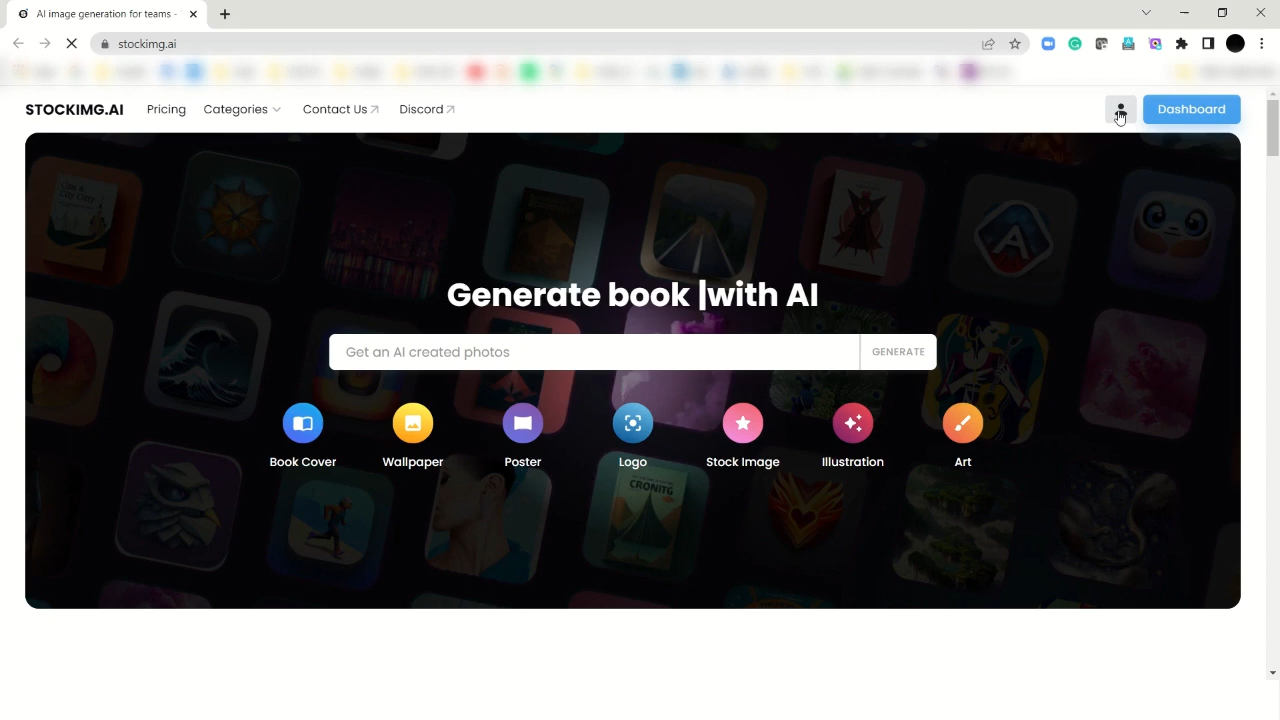 AI image generation for teams -
stockimg.ai
STOCKIMG.AI Pricing Categories Contact Us Discord Dashboard
Generate book |with AI
Get an AI created photos GENERATE
Book Cover Wallpaper Poster Logo Stock Image Illustration Art
CRONITG